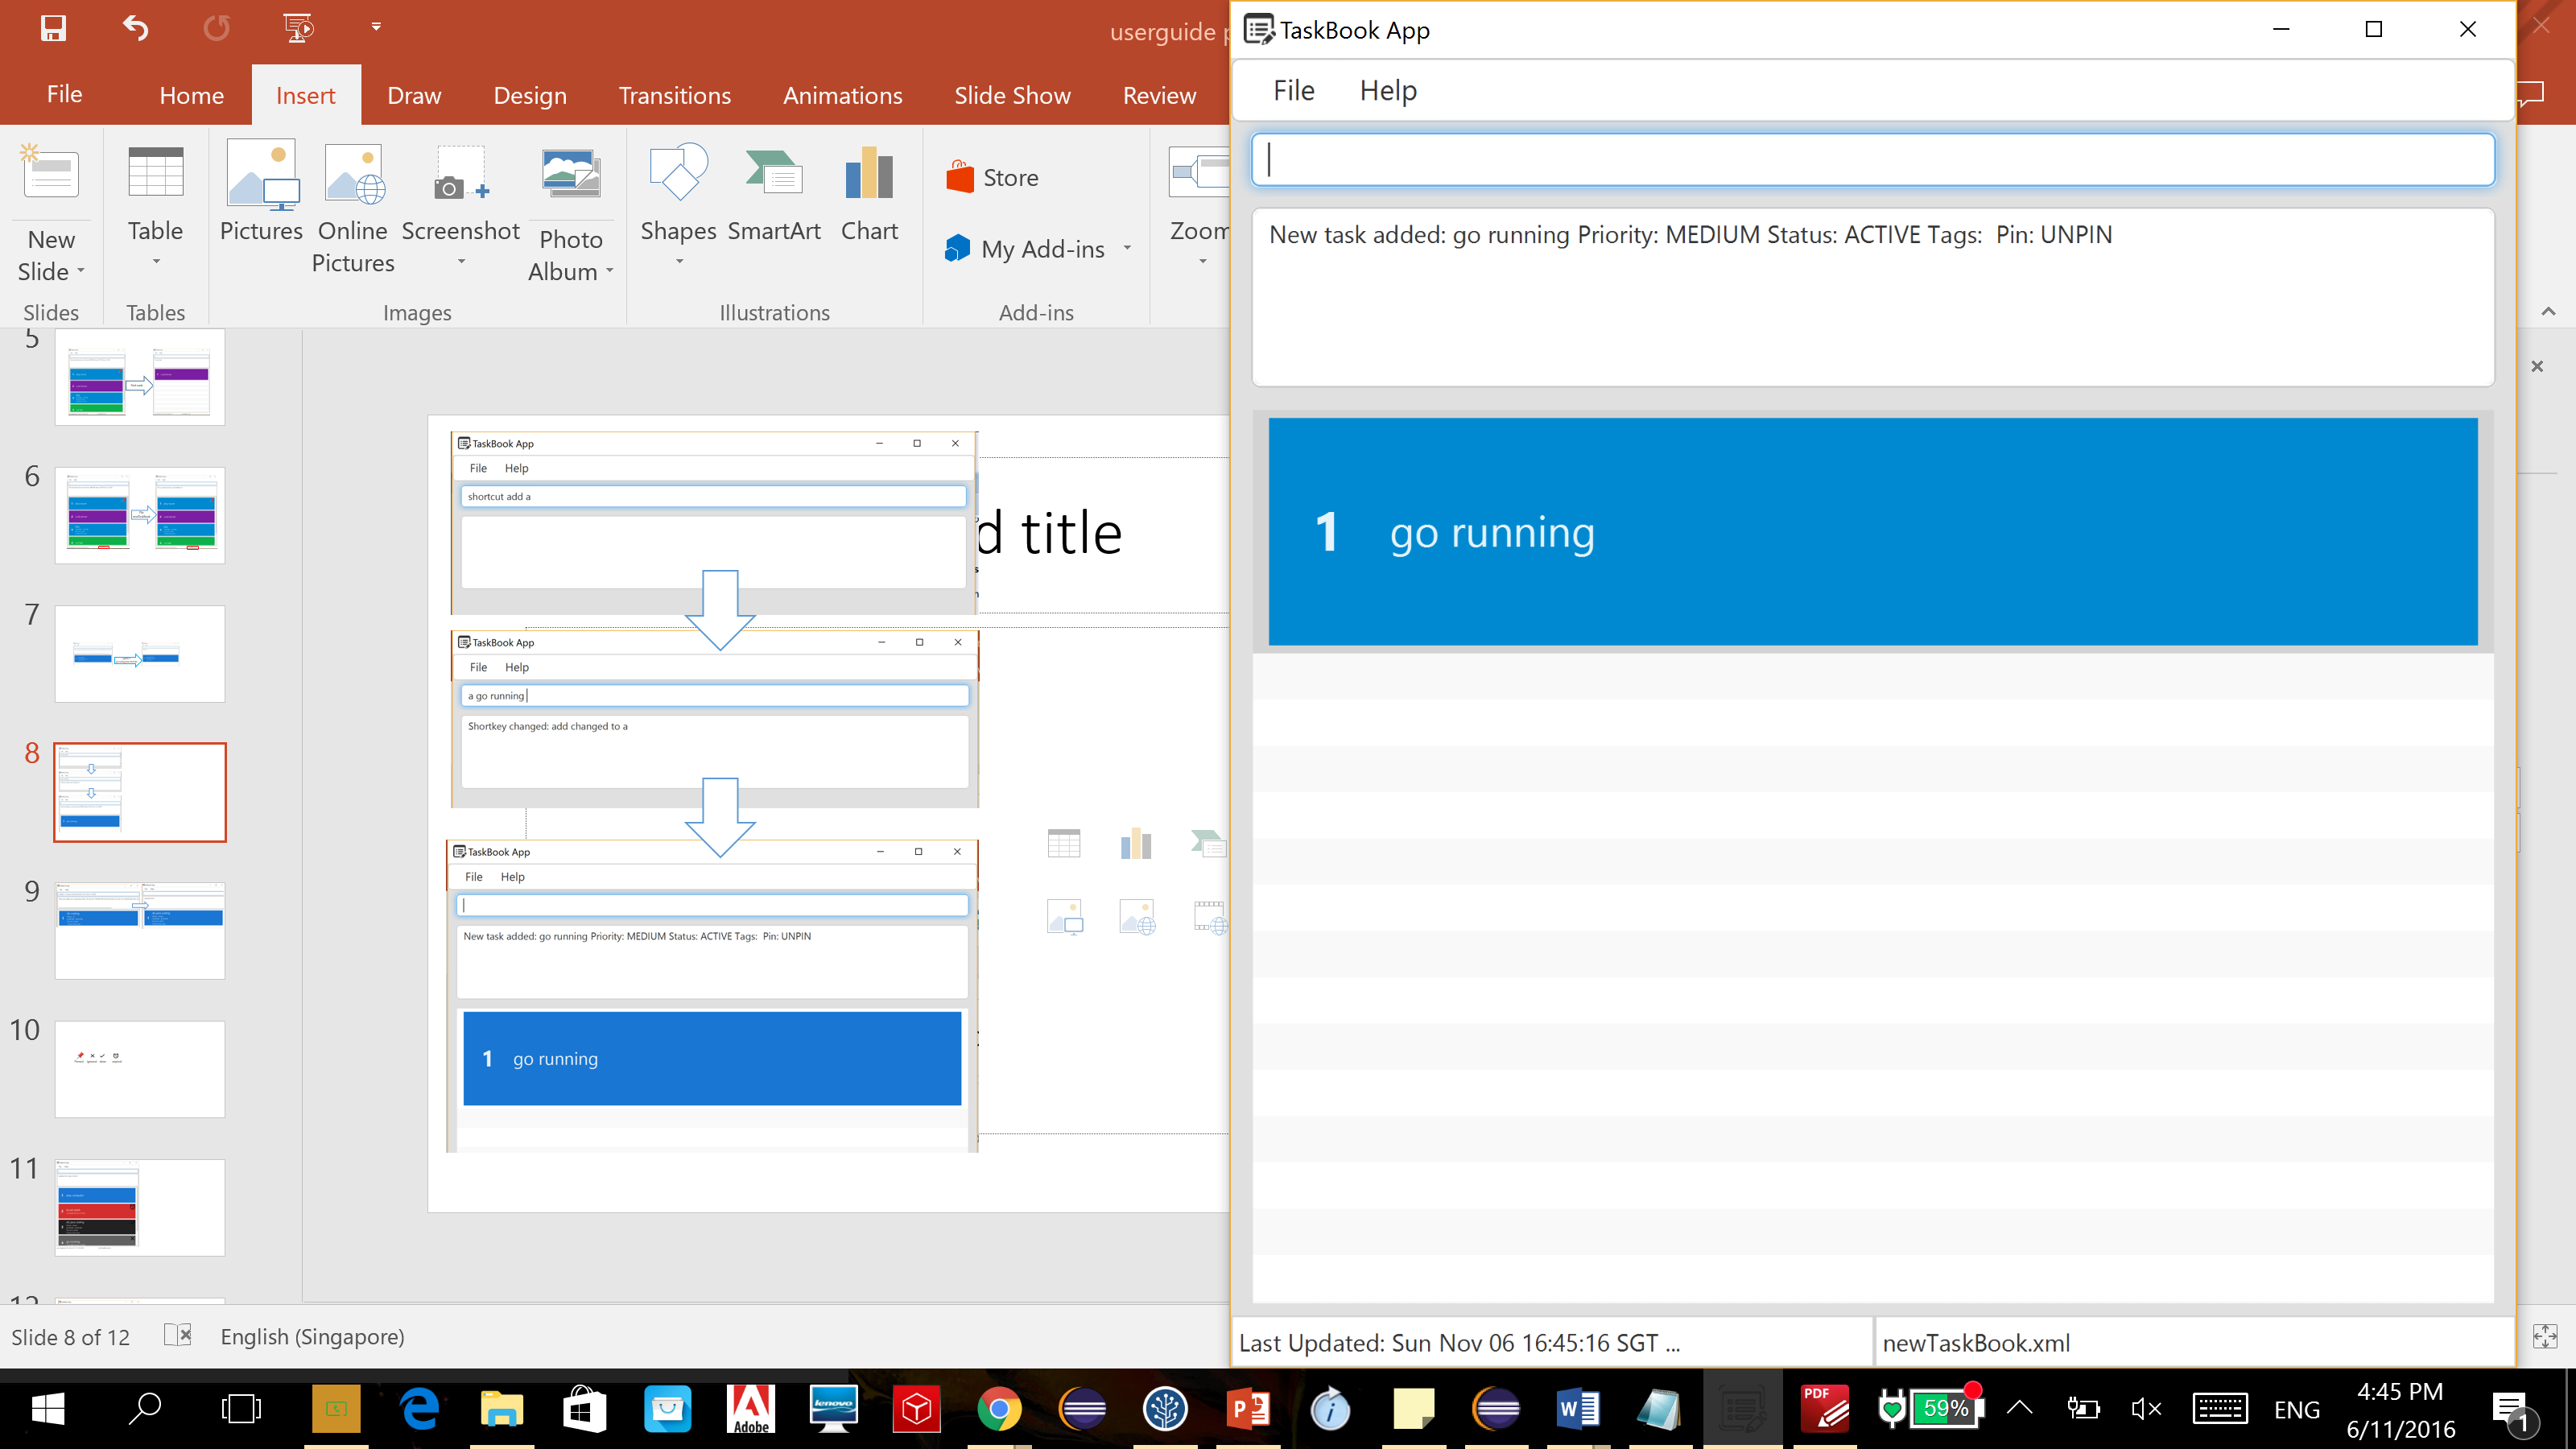 userguide p
File Home Insert Draw Design Transitions Animations Slide Show Review
New Slide
Table
Pictures
Online Pictures
Screenshot
Photo Album
Shapes
SmartArt
Chart
Store
My Add-ins
Zoom
Slides
Tables
Images
Illustrations
Add-ins
5
6
7
8
9
10
11
12
d title
TaskBook App
File Help
shortcut add a
TaskBook App
File Help
a go running
Shortkey changed: add changed to a
TaskBook App
File Help
New task added: go running Priority: MEDIUM Status: ACTIVE Tags: Pin: UNPIN
1 go running
TaskBook App
File Help
New task added: go running Priority: MEDIUM Status: ACTIVE Tags: Pin: UNPIN
1 go running
Last Updated: Sun Nov 06 16:45:16 SGT ...
newTaskBook.xml
Slide 8 of 12
English (Singapore)
Adobe
lenovo
PDF
59%
ENG
4:45 PM
6/11/2016
1